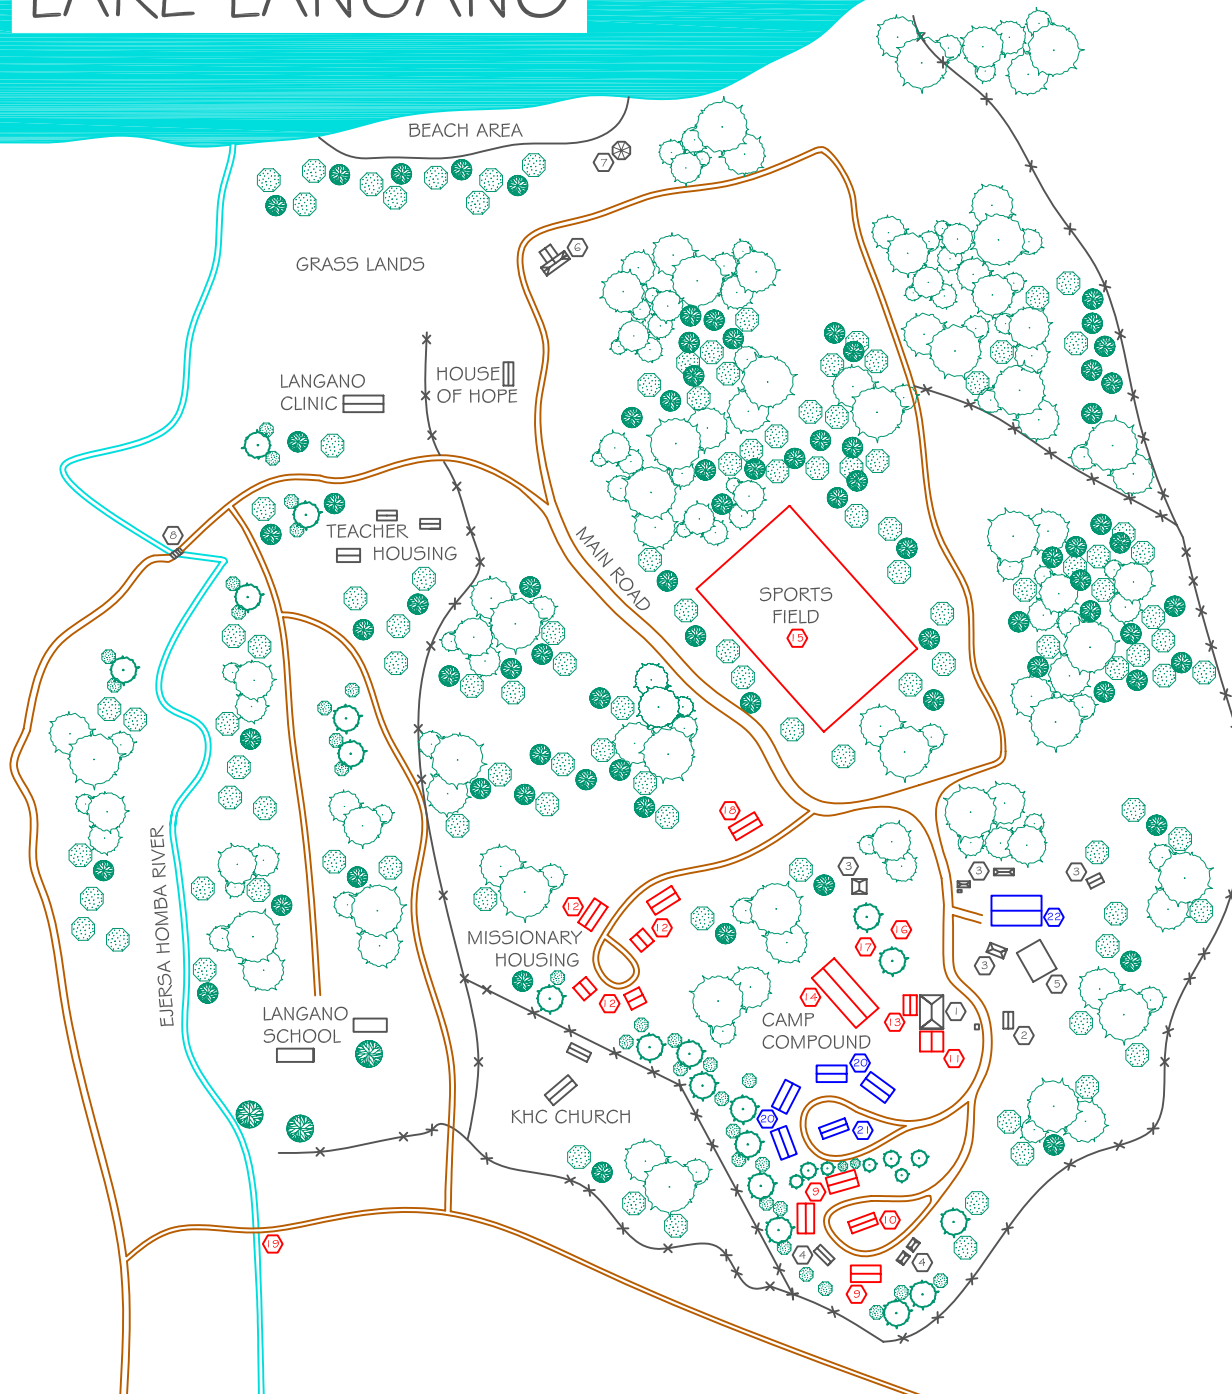 LAKE LANGANO
BEACH AREA
7
6
GRASS LANDS
LANGANO
CLINIC
HOUSE
OF HOPE
8
TEACHER
HOUSING
MAIN ROAD
SPORTS
FIELD
15
18
3
3
3
12
12
16
22
17
MISSIONARY
HOUSING
3
5
EJERSA HOMBA RIVER
12
14
LANGANO
SCHOOL
CAMP
COMPOUND
13
1
2
11
20
20
21
KHC CHURCH
9
10
19
4
4
9